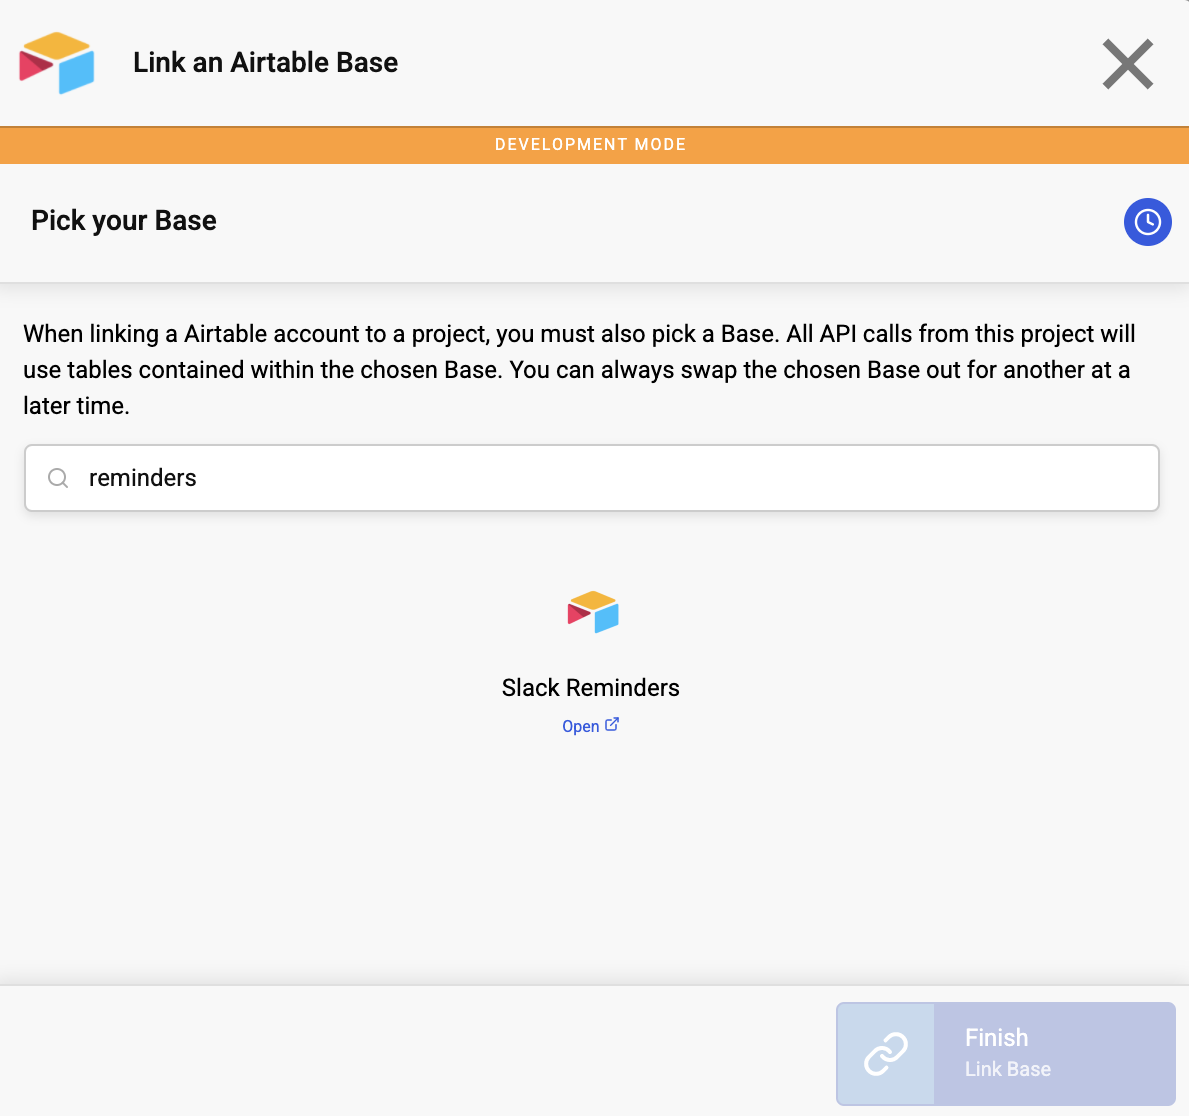 Link an Airtable Base
DEVELOPMENT MODE
Pick your Base
When linking a Airtable account to a project, you must also pick a Base. All API calls from this project will
use tables contained within the chosen Base. You can always swap the chosen Base out for another at a
later time.
reminders
Slack Reminders
Open
Finish
Link Base